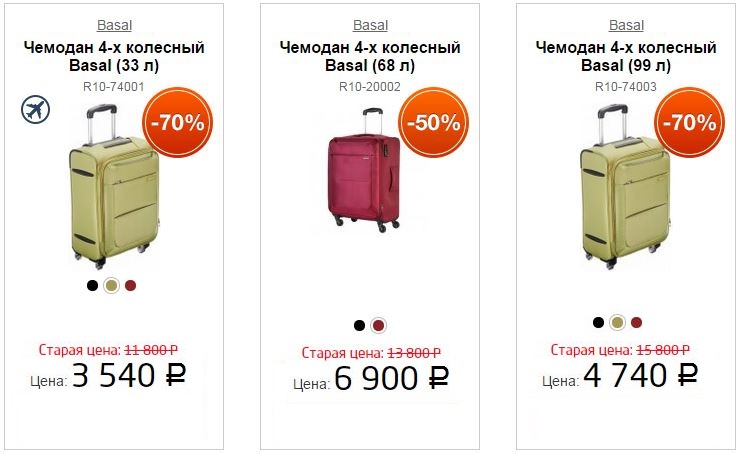 Basal
Чемодан 4-х колесный
Basal (33 л)
R10-74001
-70%
Старая цена: 11 800 Р
Цена: 3 540 ₽
Basal
Чемодан 4-х колесный
Basal (68 л)
R10-20002
-50%
Старая цена: 13 800 Р
Цена: 6 900 ₽
Basal
Чемодан 4-х колесный
Basal (99 л)
R10-74003
-70%
Старая цена: 15 800 Р
Цена: 4 740 ₽